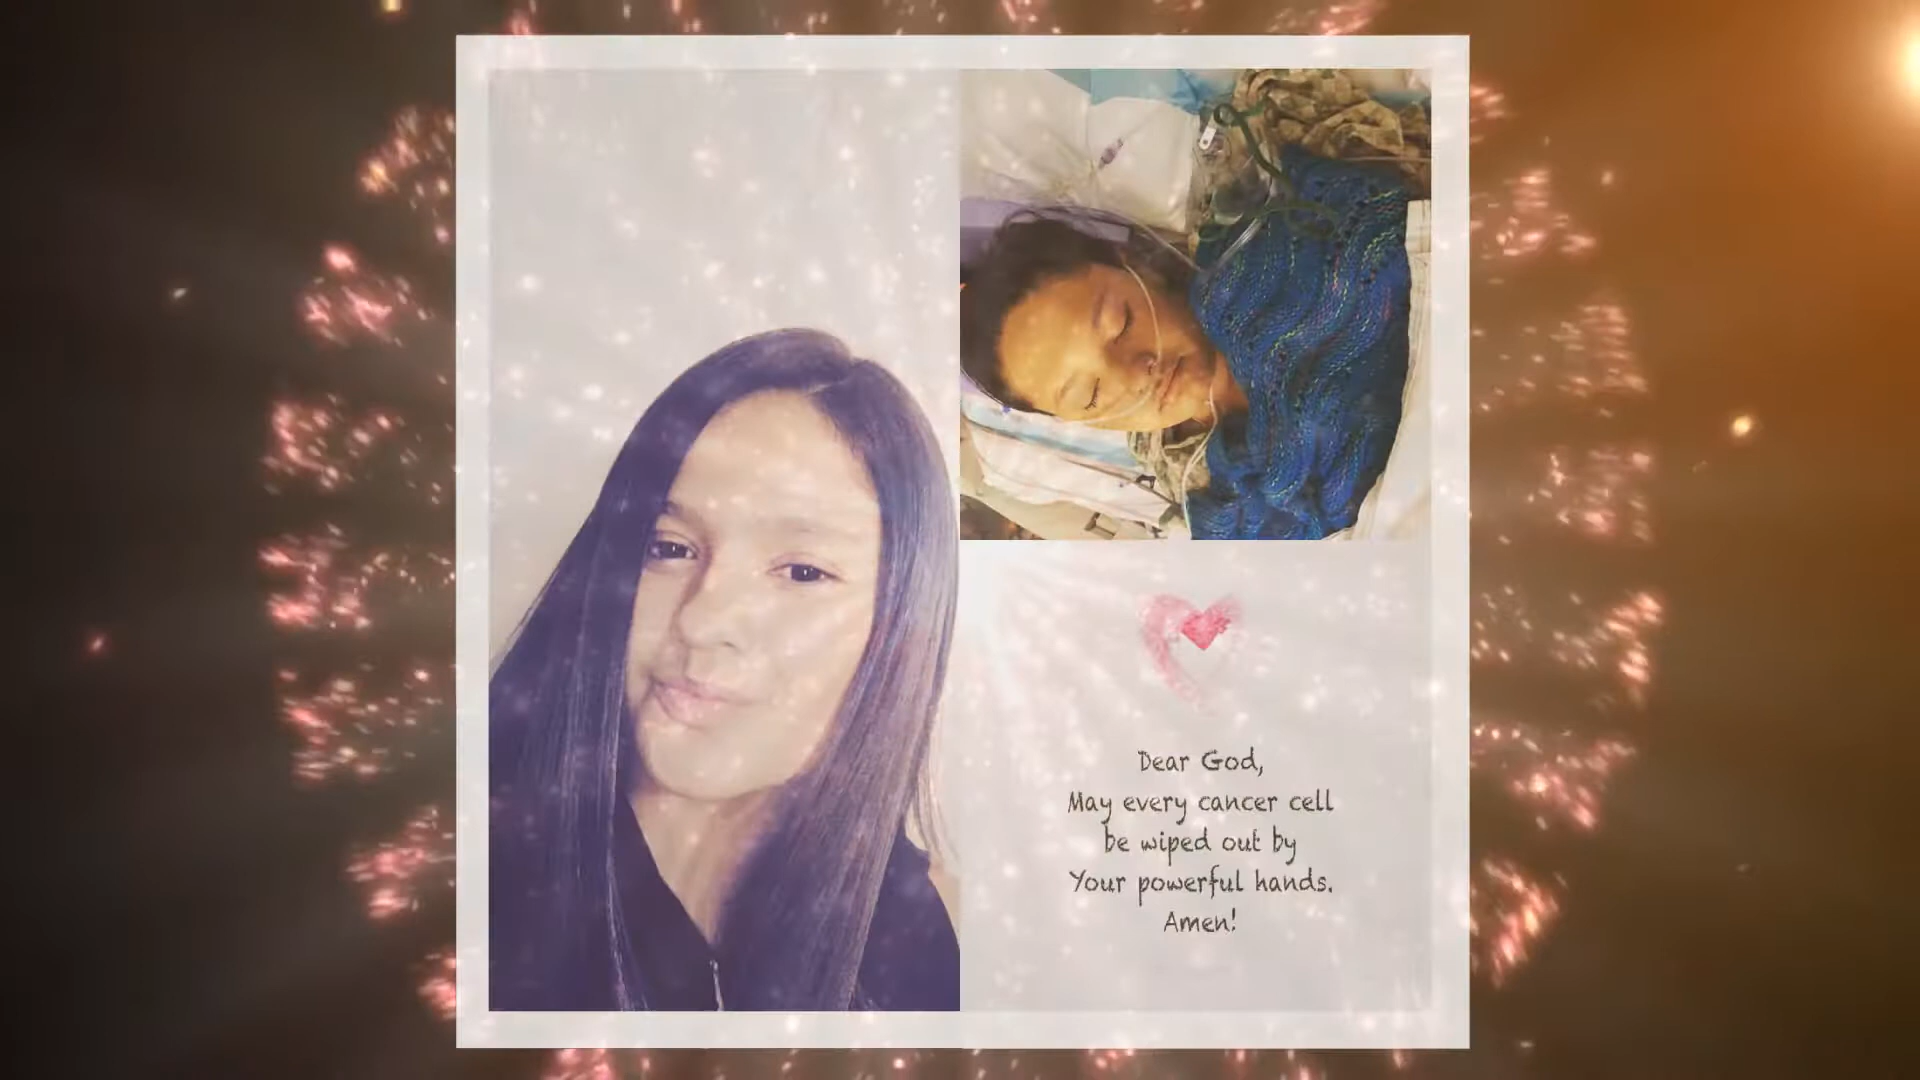 Dear God,
May every cancer cell
be wiped out by
Your powerful hands.
Amen!